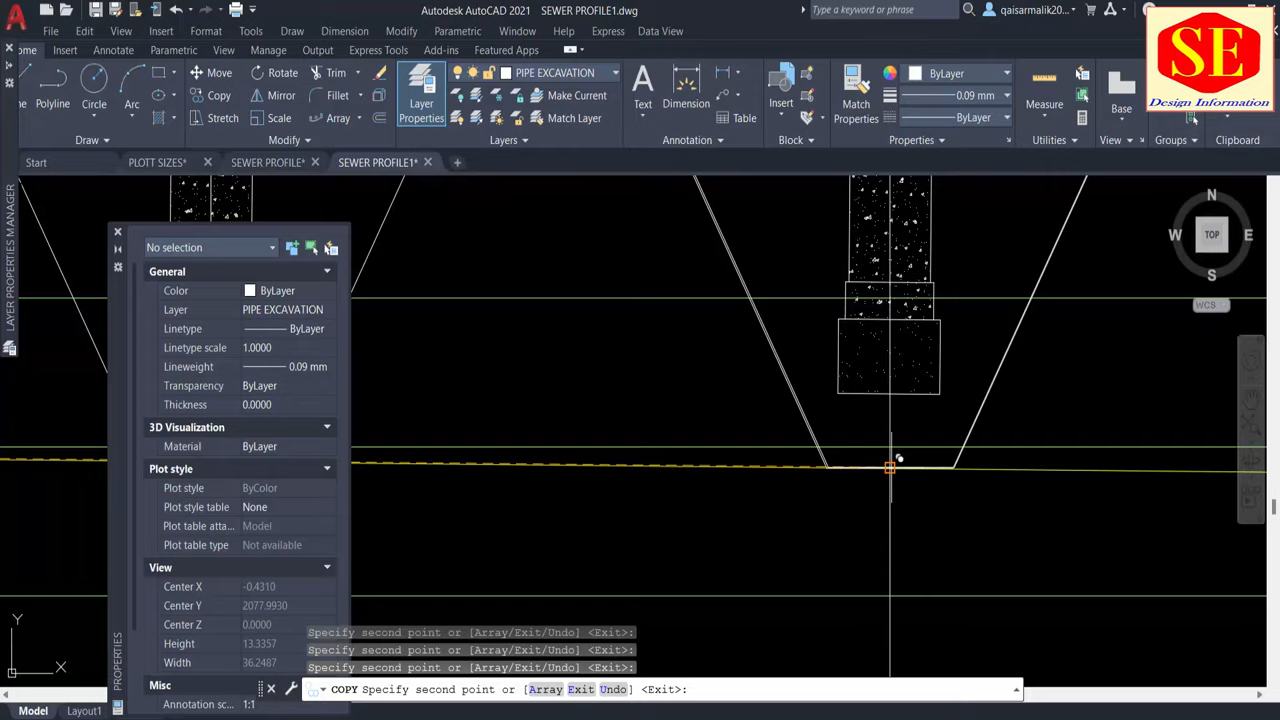 Autodesk AutoCAD 2021 SEWER PROFILE1.dwg
Type a keyword or phrase
qaisarmalik20...
File Edit View Insert Format Tools Draw Dimension Modify Parametric Window Help Express Data View
ome Insert Annotate Parametric View Manage Output Express Tools Add-ins Featured Apps
SE
Design Information
Polyline Circle Arc
Move Rotate Trim
Copy Mirror Fillet
Stretch Scale Array
Layer Properties
PIPE EXCAVATION
Make Current
Match Layer
Text Dimension Table
Insert
Match Properties
ByLayer
0.09 mm
ByLayer
Measure
Base
Draw Modify Layers Annotation Block Properties Groups Utilities View Clipboard
Start PLOTT SIZES* SEWER PROFILE* SEWER PROFILE1*
LAYER PROPERTIES MANAGER
No selection
General
Color ByLayer
Layer PIPE EXCAVATION
Linetype ByLayer
Linetype scale 1.0000
Lineweight 0.09 mm
Transparency ByLayer
Thickness 0.0000
3D Visualization
Material ByLayer
Plot style
Plot style ByColor
Plot style table None
Plot table atta... Model
Plot table type Not available
View
Center X -0.4310
Center Y 2077.9930
Center Z 0.0000
Height 13.3357
Width 36.2487
Misc
Annotation sc... 1:1
PROPERTIES
N
W TOP E
S
WCS
Y
X
Specify second point or [Array/Exit/Undo] <Exit>:
Specify second point or [Array/Exit/Undo] <Exit>:
Specify second point or [Array/Exit/Undo] <Exit>:
COPY Specify second point or [Array Exit Undo] <Exit>:
Model Layout1